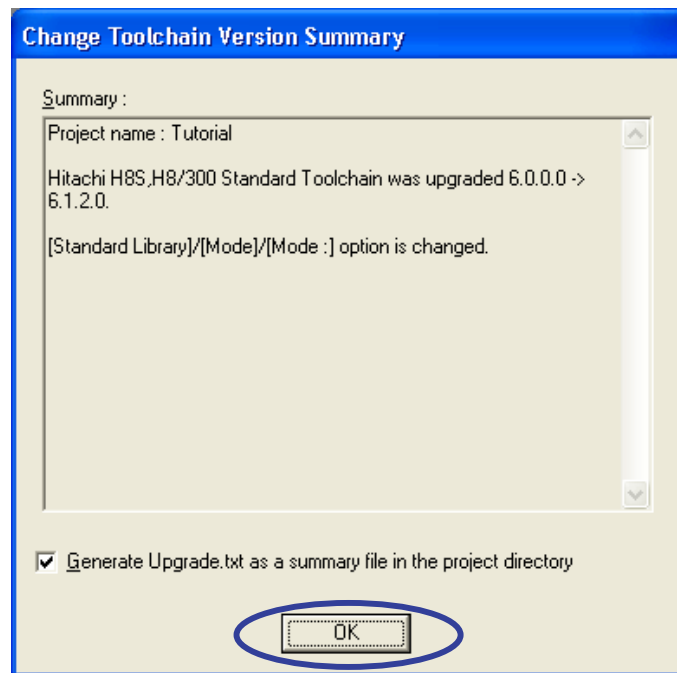 Change Toolchain Version Summary
Summary :
Project name : Tutorial
Hitachi H8S,H8/300 Standard Toolchain was upgraded 6.0.0.0 ->
6.1.2.0.
[Standard Library]/[Mode]/[Mode :] option is changed.
Generate Upgrade.txt as a summary file in the project directory
OK